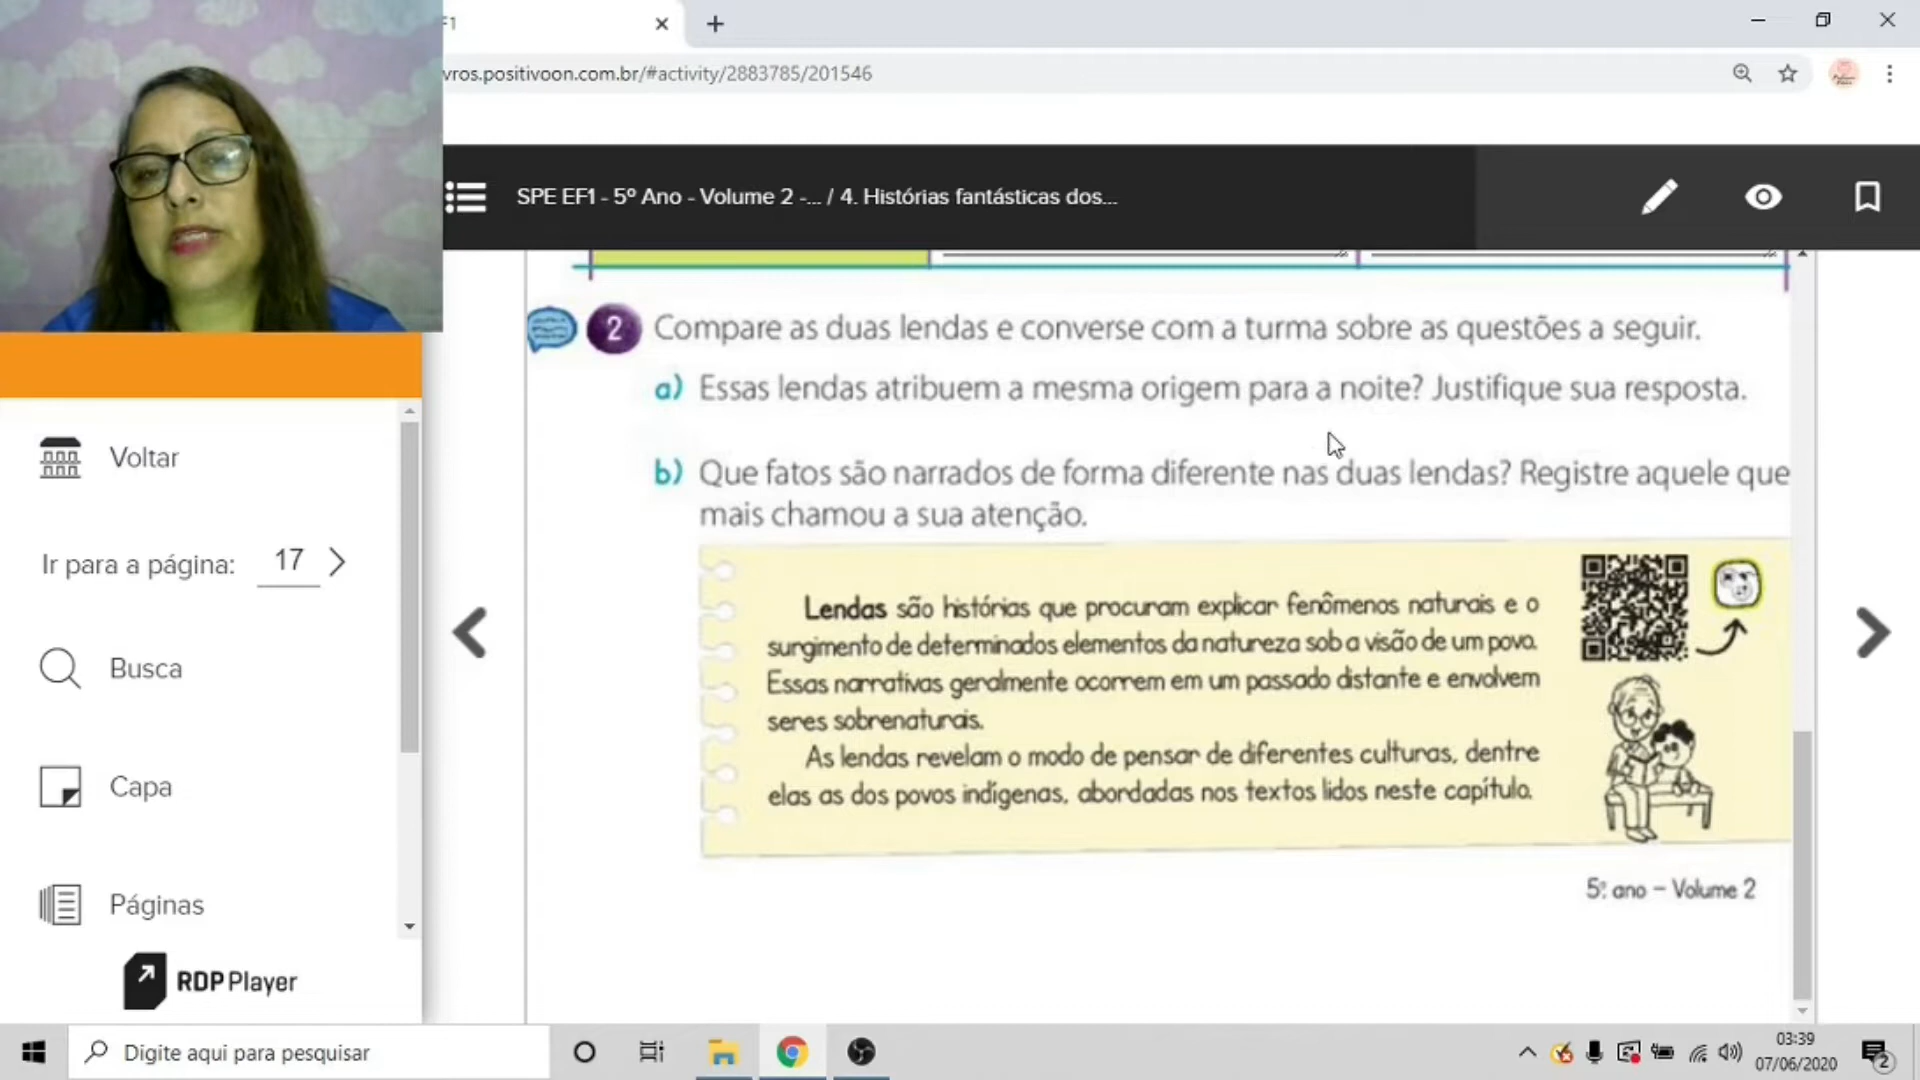 F1
vros.positivoon.com.br/#activity/2883785/201546
SPE EF1 - 5º Ano - Volume 2 -... / 4. Histórias fantásticas dos...
2 Compare as duas lendas e converse com a turma sobre as questões a seguir.
a) Essas lendas atribuem a mesma origem para a noite? Justifique sua resposta.
b) Que fatos são narrados de forma diferente nas duas lendas? Registre aquele que
mais chamou a sua atenção.
Lendas são histórias que procuram explicar fenômenos naturais e o
surgimento de determinados elementos da natureza sob a visão de um povo.
Essas narrativas geralmente ocorrem em um passado distante e envolvem
seres sobrenaturais.
As lendas revelam o modo de pensar de diferentes culturas, dentre
elas as dos povos indígenas, abordadas nos textos lidos neste capítulo.
5º. ano – Volume 2
Voltar
Ir para a página: 17
Busca
Capa
Páginas
RDP Player
Digite aqui para pesquisar
03:39
07/06/2020
2